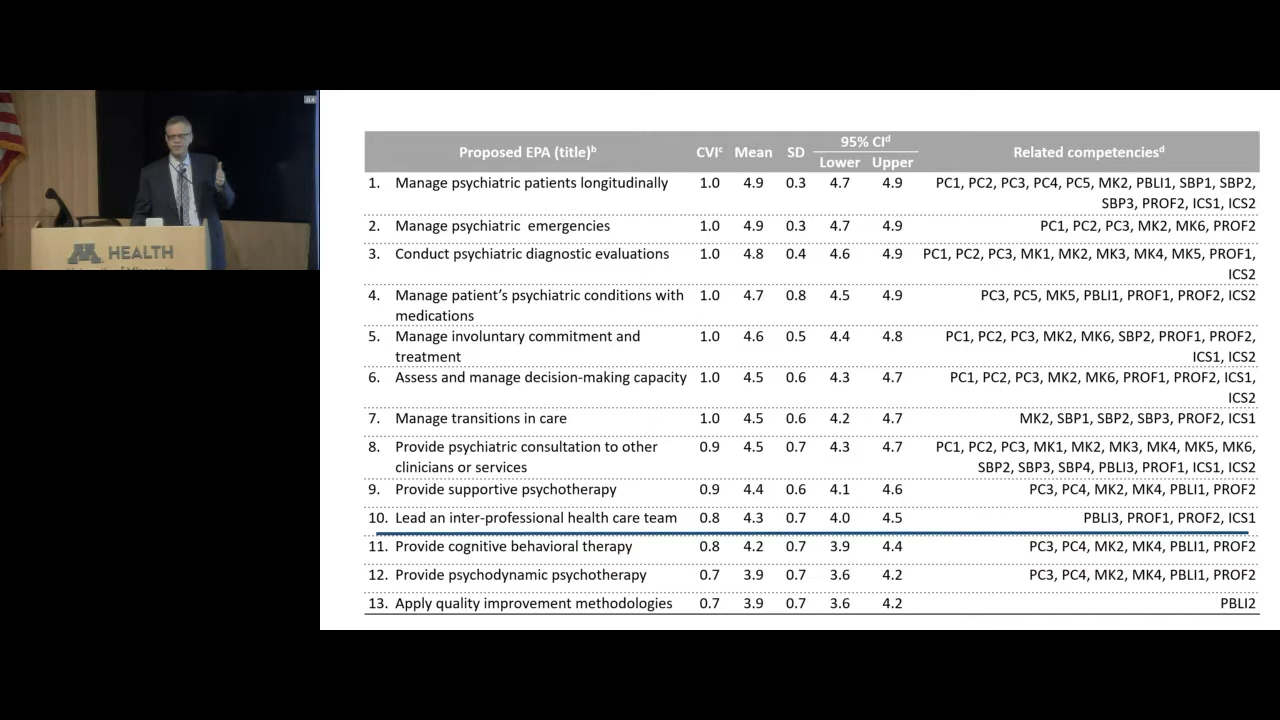 HEALTH
Proposed EPA (title)b CVIc Mean SD 95% CId Related competenciesd
Lower Upper
1. Manage psychiatric patients longitudinally 1.0 4.9 0.3 4.7 4.9 PC1, PC2, PC3, PC4, PC5, MK2, PBLI1, SBP1, SBP2,
SBP3, PROF2, ICS1, ICS2
2. Manage psychiatric emergencies 1.0 4.9 0.3 4.7 4.9 PC1, PC2, PC3, MK2, MK6, PROF2
3. Conduct psychiatric diagnostic evaluations 1.0 4.8 0.4 4.6 4.9 PC1, PC2, PC3, MK1, MK2, MK3, MK4, MK5, PROF1,
ICS2
4. Manage patient’s psychiatric conditions with 1.0 4.7 0.8 4.5 4.9 PC3, PC5, MK5, PBLI1, PROF1, PROF2, ICS2
medications
5. Manage involuntary commitment and 1.0 4.6 0.5 4.4 4.8 PC1, PC2, PC3, MK2, MK6, SBP2, PROF1, PROF2,
treatment ICS1, ICS2
6. Assess and manage decision-making capacity 1.0 4.5 0.6 4.3 4.7 PC1, PC2, PC3, MK2, MK6, PROF1, PROF2, ICS1,
ICS2
7. Manage transitions in care 1.0 4.5 0.6 4.2 4.7 MK2, SBP1, SBP2, SBP3, PROF2, ICS1
8. Provide psychiatric consultation to other 0.9 4.5 0.7 4.3 4.7 PC1, PC2, PC3, MK1, MK2, MK3, MK4, MK5, MK6,
clinicians or services SBP2, SBP3, SBP4, PBLI3, PROF1, ICS1, ICS2
9. Provide supportive psychotherapy 0.9 4.4 0.6 4.1 4.6 PC3, PC4, MK2, MK4, PBLI1, PROF2
10. Lead an inter-professional health care team 0.8 4.3 0.7 4.0 4.5 PBLI3, PROF1, PROF2, ICS1
11. Provide cognitive behavioral therapy 0.8 4.2 0.7 3.9 4.4 PC3, PC4, MK2, MK4, PBLI1, PROF2
12. Provide psychodynamic psychotherapy 0.7 3.9 0.7 3.6 4.2 PC3, PC4, MK2, MK4, PBLI1, PROF2
13. Apply quality improvement methodologies 0.7 3.9 0.7 3.6 4.2 PBLI2